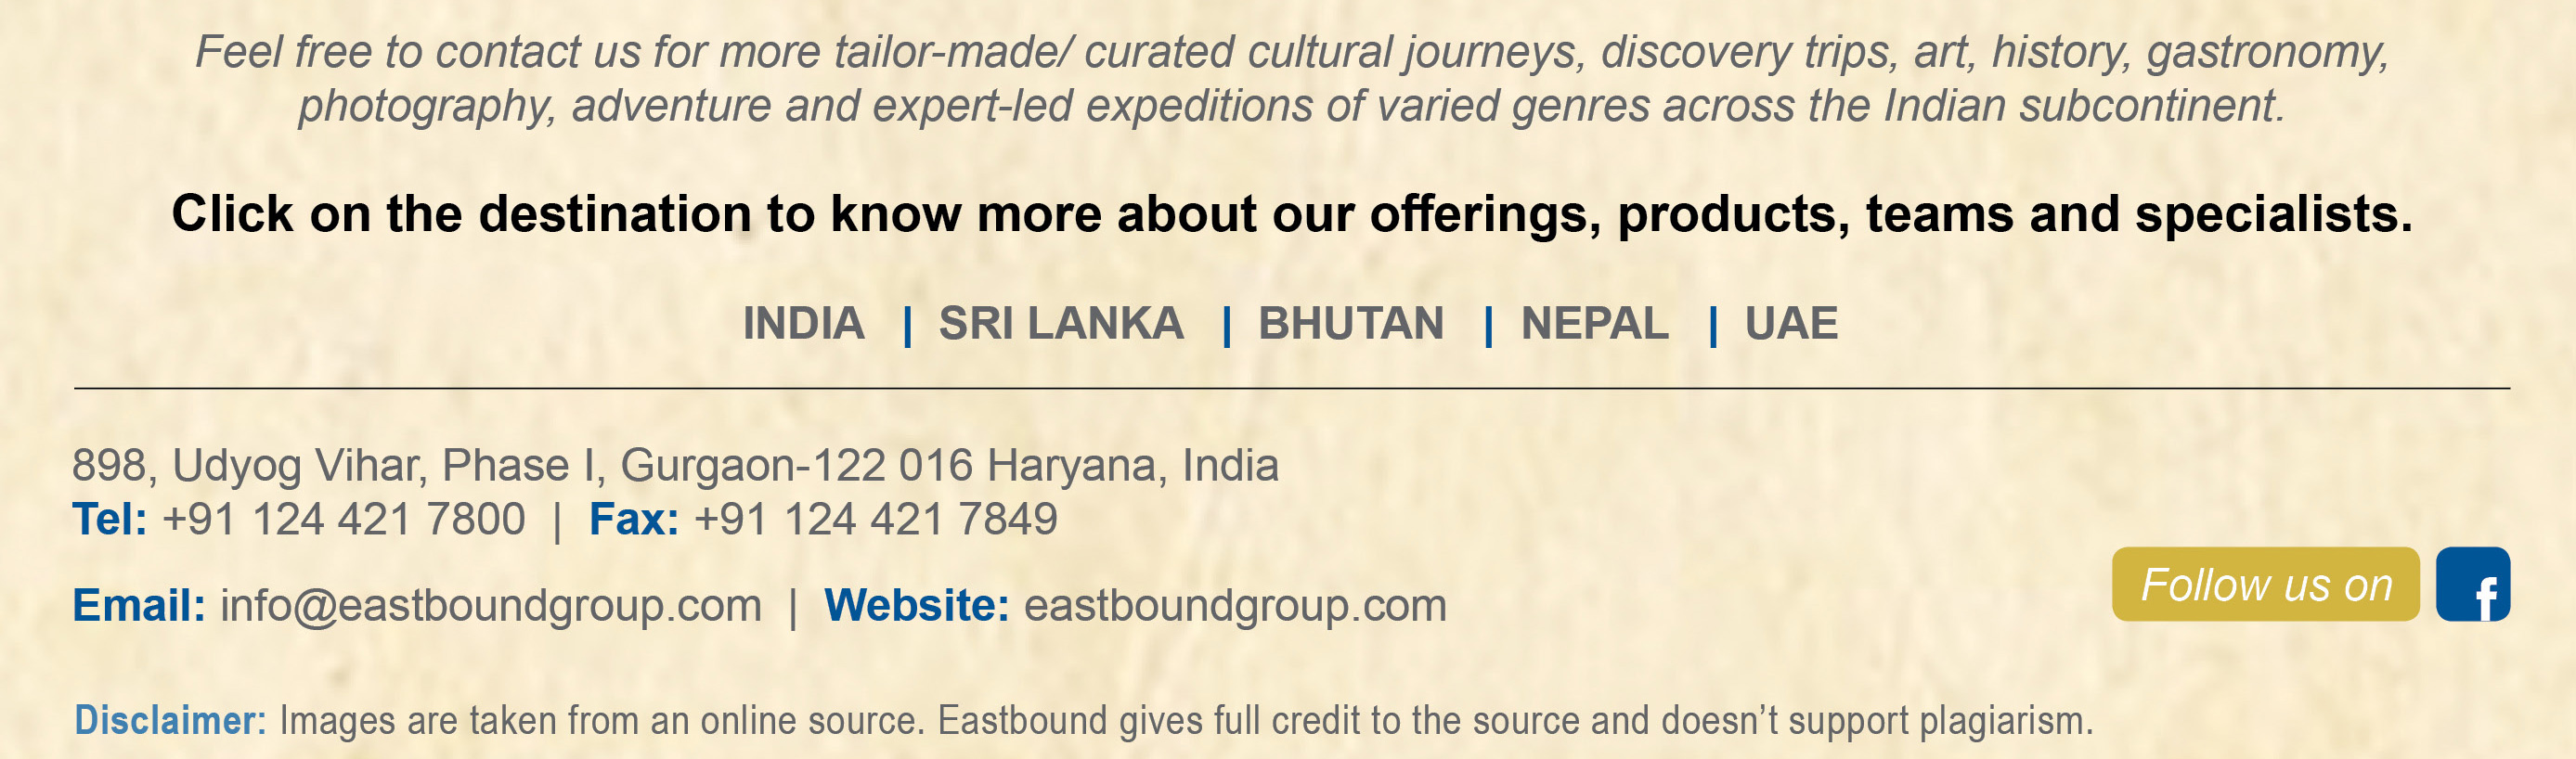 Feel free to contact us for more tailor-made/ curated cultural journeys, discovery trips, art, history, gastronomy,
photography, adventure and expert-led expeditions of varied genres across the Indian subcontinent.
Click on the destination to know more about our offerings, products, teams and specialists.
INDIA | SRI LANKA | BHUTAN | NEPAL | UAE
898, Udyog Vihar, Phase I, Gurgaon-122 016 Haryana, India
Tel: +91 124 421 7800 | Fax: +91 124 421 7849
Email: info@eastboundgroup.com | Website: eastboundgroup.com
Follow us on f
Disclaimer: Images are taken from an online source. Eastbound gives full credit to the source and doesn’t support plagiarism.